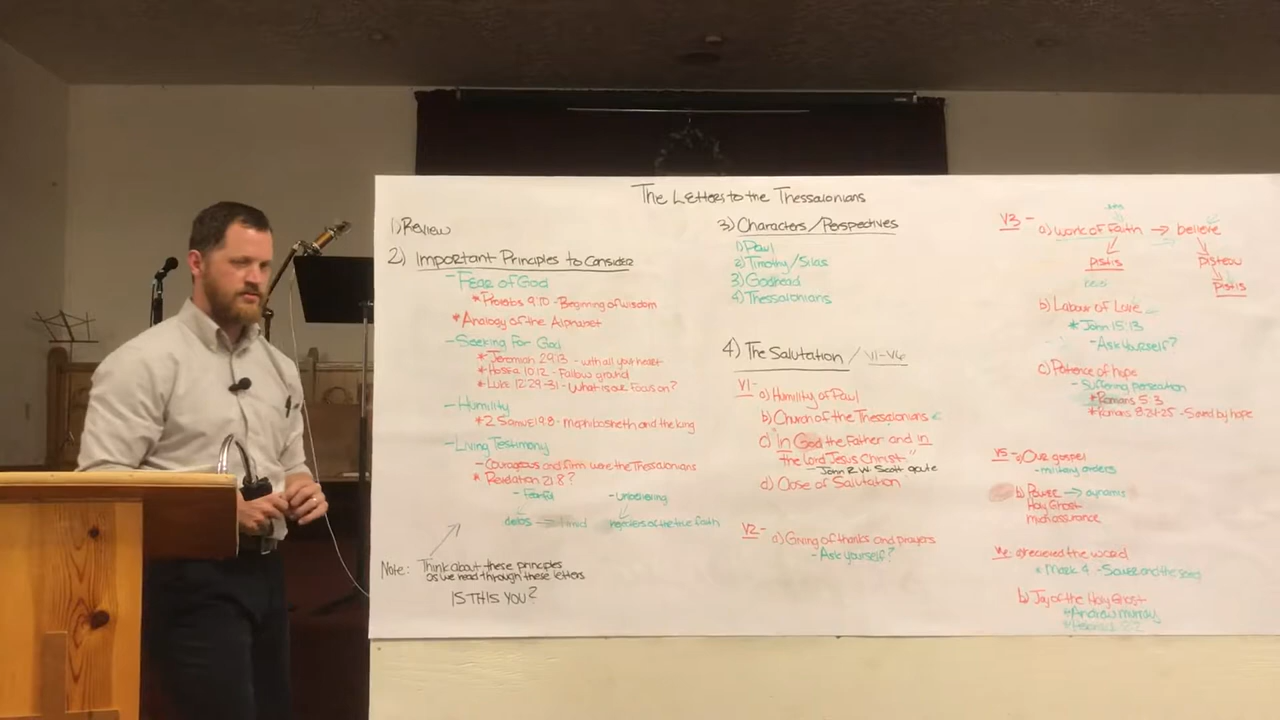 The Letters to the Thessalonians
1) Review
2) Important Principles to Consider
- Fear of God
* Proverbs 9:10 - Beginning of wisdom
* Analogy of the Alphabet
- Seeking For God
* Jeremiah 29:13 - with all your heart
* Hosea 10:12 - Fallow ground
* Luke 12:29-31 - What is our Focus on?
- Humility
* 2 Samuel 9:8 - Mephibosheth and the king
- Living Testimony
- Courageous and firm were the Thessalonians
* Revelation 21:8?
- Fearful
- Unbelieving
delos → timid
rejecters of the true faith
Note: Think about these principles
as we read through these letters
IS THIS YOU?
3) Characters/Perspectives
1) Paul
2) Timothy/Silas
3) Godhead
4) Thessalonians
4) The Salutation / V1-V6
V1- a) Humility of Paul
b) Church of the Thessalonians
c) "In God the Father and in
the Lord Jesus Christ"
- John R.W. Scott quote
d) Close of Salutation
V2- a) Giving of thanks and prayers
- Ask yourself?
V3- a) work of faith → believe
pistis
pisteuo
pistis
b) Labour of Love
* John 15:13
- Ask Yourself?
c) Patience of hope
- Suffering persecution
* Romans 5:3
* Romans 8:24-25 - Saved by hope
V5- a) Our gospel
- military orders
b) Power → dynamis
Holy Ghost
much assurance
V6 a) recieved the word
* Mark 4 - Sower and the seed
b) Joy of the Holy Ghost
* Andrew Murray